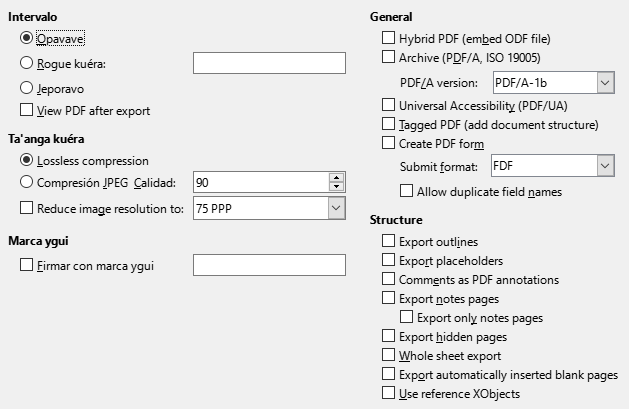 Intervalo
Opavave
Rogue kuéra:
Jeporavo
View PDF after export
Ta'anga kuéra
Lossless compression
Compresión JPEG Calidad: 90
Reduce image resolution to: 75 PPP
Marca ygui
Firmar con marca ygui
General
Hybrid PDF (embed ODF file)
Archive (PDF/A, ISO 19005)
PDF/A version: PDF/A-1b
Universal Accessibility (PDF/UA)
Tagged PDF (add document structure)
Create PDF form
Submit format: FDF
Allow duplicate field names
Structure
Export outlines
Export placeholders
Comments as PDF annotations
Export notes pages
Export only notes pages
Export hidden pages
Whole sheet export
Export automatically inserted blank pages
Use reference XObjects